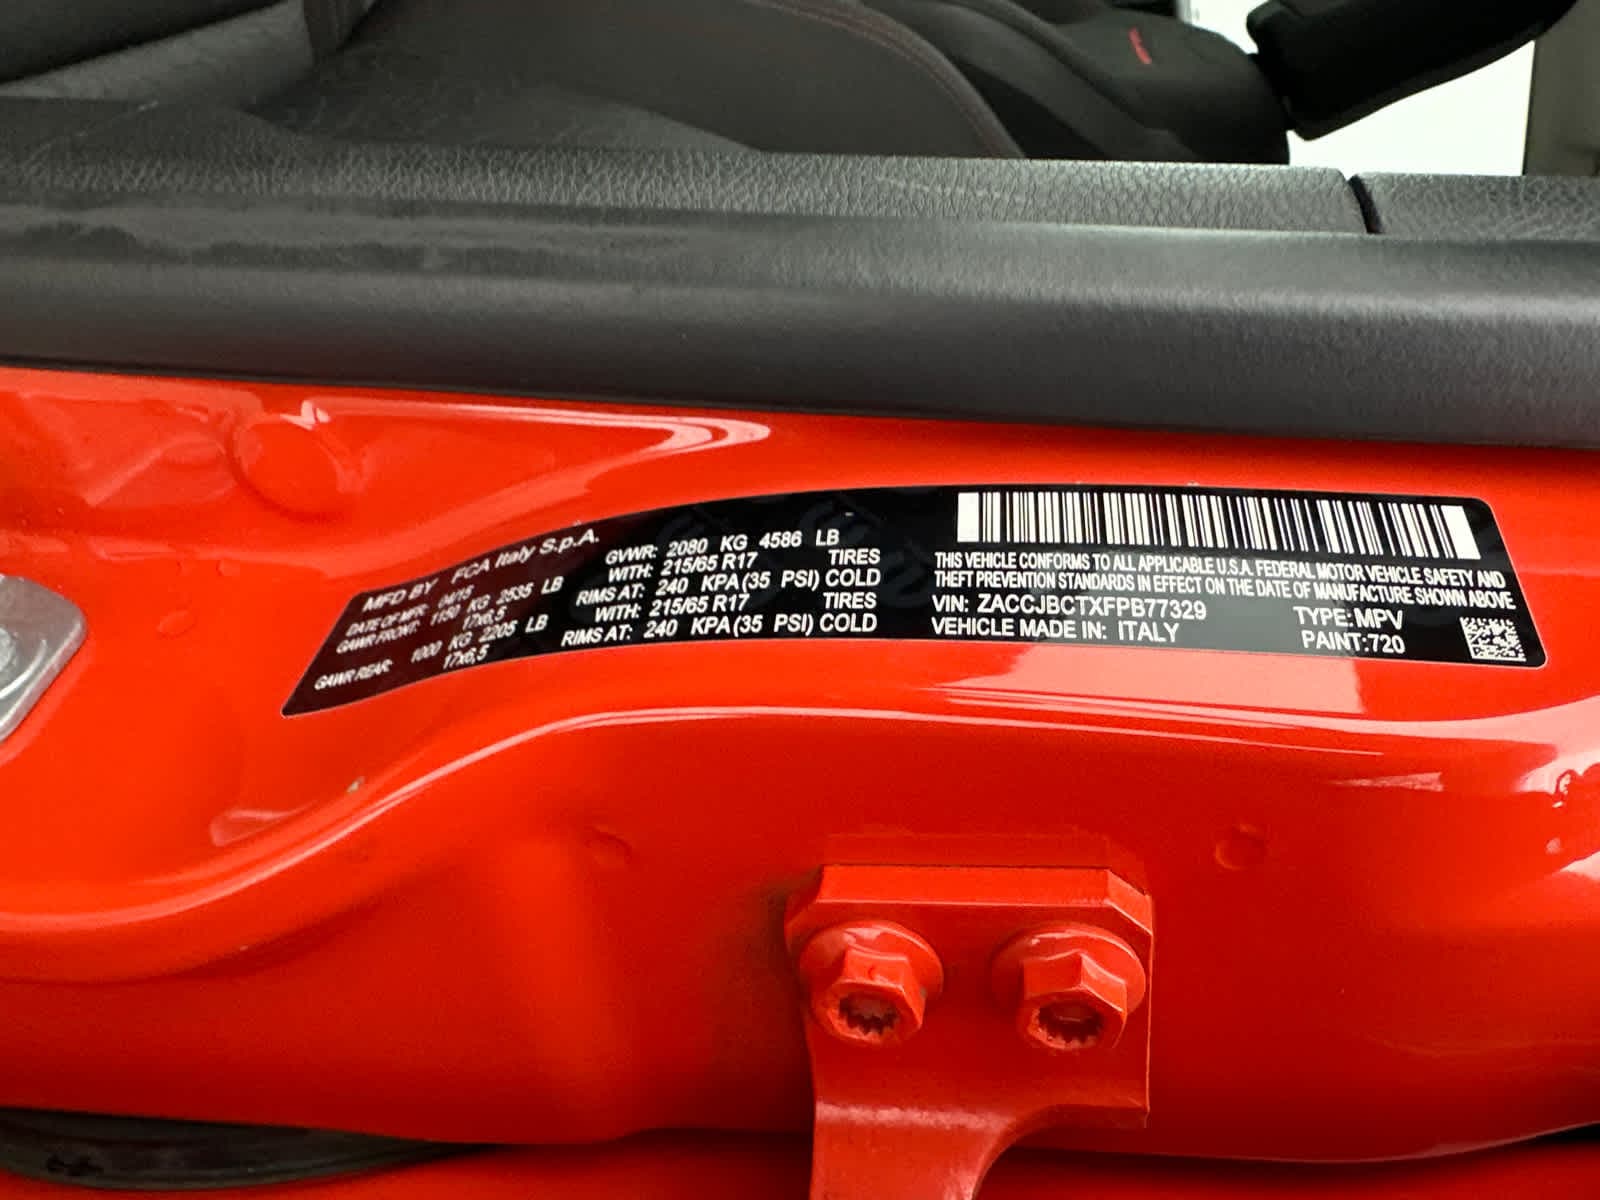 MFD BY FCA Italy S.p.A.
DATE OF MFR: 04/15
GAWR FRONT: 1150 KG 2535 LB
17x6,5
GAWR REAR: 1000 KG 2205 LB
17x6,5
GVWR: 2080 KG 4586 LB
WITH: 215/65 R17 TIRES
RIMS AT: 240 KPA(35 PSI) COLD
WITH: 215/65 R17 TIRES
RIMS AT: 240 KPA(35 PSI) COLD
THIS VEHICLE CONFORMS TO ALL APPLICABLE U.S.A. FEDERAL MOTOR VEHICLE SAFETY AND
THEFT PREVENTION STANDARDS IN EFFECT ON THE DATE OF MANUFACTURE SHOWN ABOVE
VIN: ZACCJBCTXFPB77329 TYPE: MPV
VEHICLE MADE IN: ITALY PAINT:720